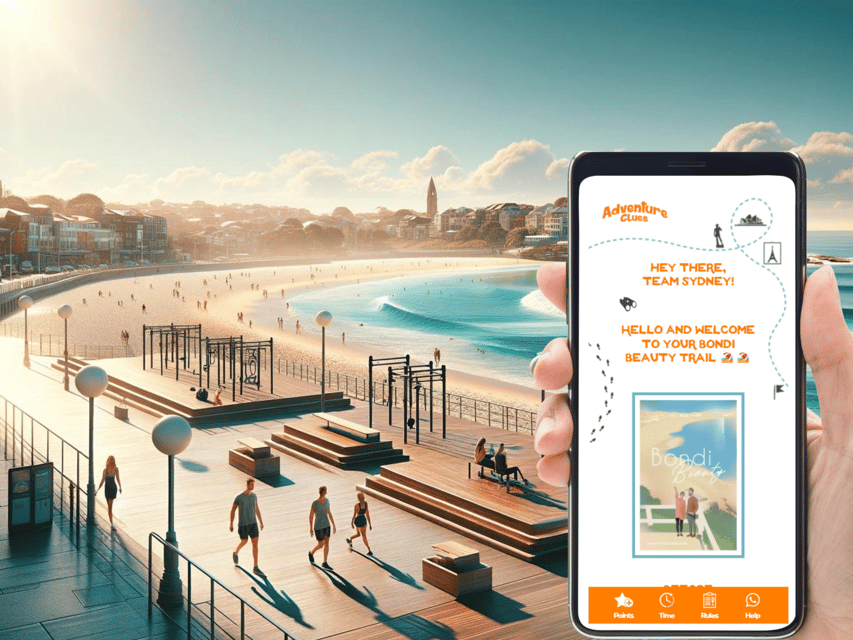 Adventure
Clues
HEY THERE,
TEAM SYDNEY!
HELLO AND WELCOME
TO YOUR BONDI
BEAUTY TRAIL
Bondi
Beauty
Points
Time
Rules
Help